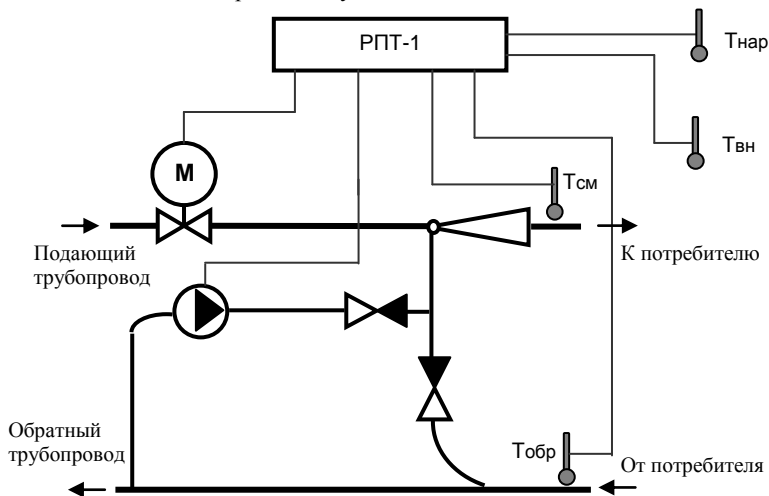 РПТ-1
Тнар
Твн
М
Тсм
Подающий
трубопровод
К потребителю
Обратный
трубопровод
Тобр
От потребителя